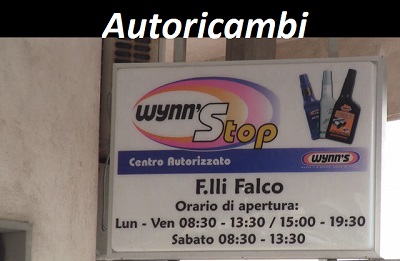 Autoricambi
WYNN'S
Stop
Centro Autorizzato
WYNN'S
F.lli Falco
Orario di apertura:
Lun - Ven 08:30 - 13:30 / 15:00 - 19:30
Sabato 08:30 - 13:30